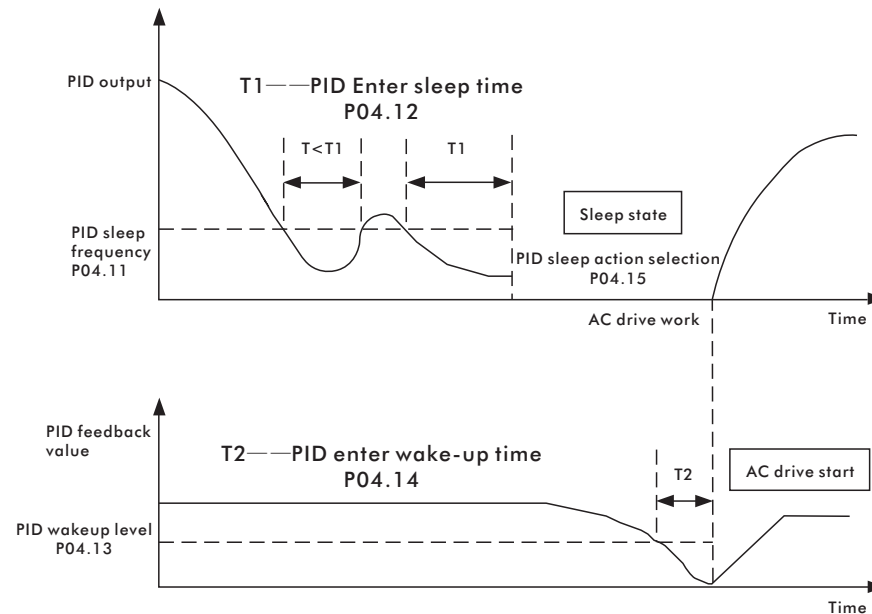 PID output
T1——PID Enter sleep time
P04.12
T<T1
T1
Sleep state
PID sleep
frequency
P04.11
PID sleep action selection
P04.15
AC drive work
Time
PID feedback
value
T2——PID enter wake-up time
P04.14
T2
AC drive start
PID wakeup level
P04.13
Time